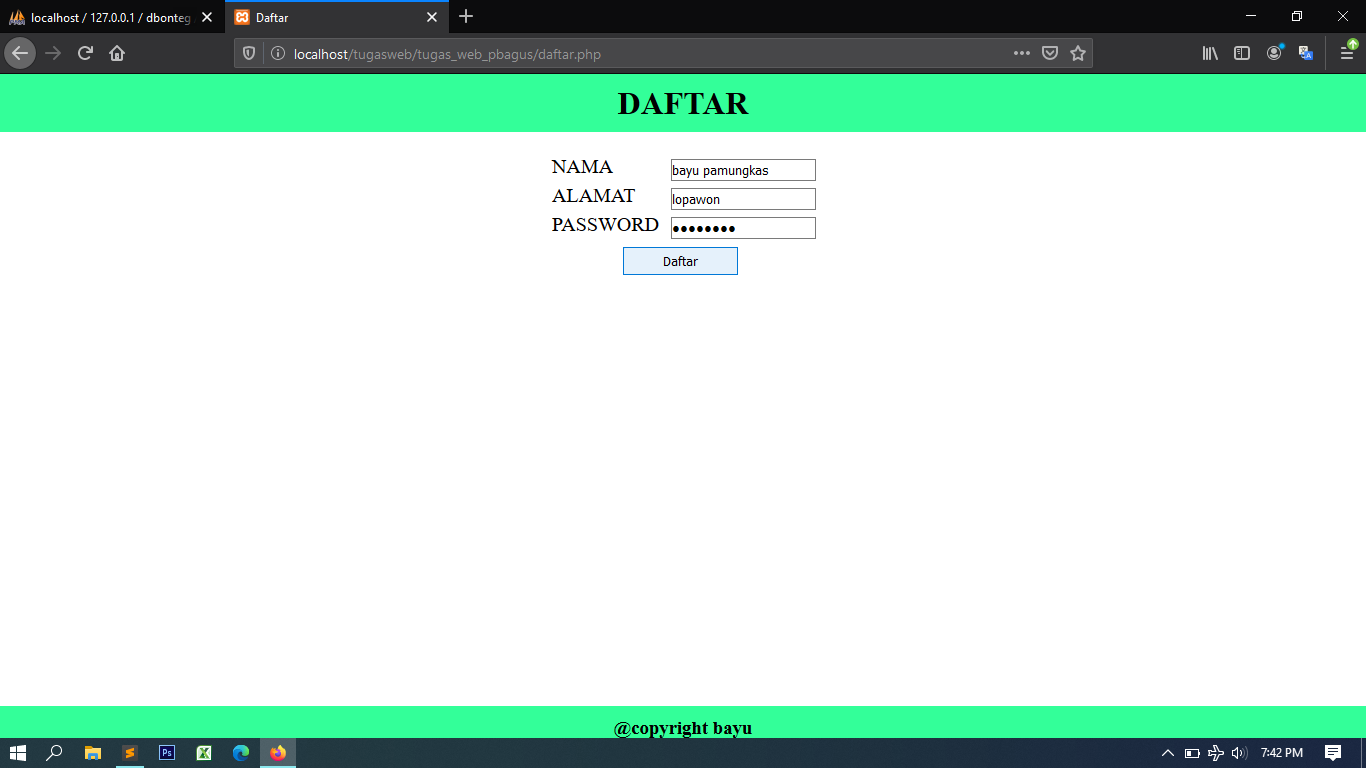 localhost / 127.0.0.1 / dbonteg
Daftar
localhost/tugasweb/tugas_web_pbagus/daftar.php
DAFTAR
NAMA bayu pamungkas
ALAMAT lopawon
PASSWORD ••••••••
Daftar
@copyright bayu
Ps
7:42 PM